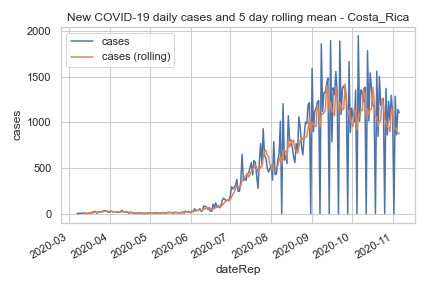 New COVID-19 daily cases and 5 day rolling mean - Costa_Rica
cases
cases (rolling)
2000
1500
1000
500
0
cases
2020-03
2020-04
2020-05
2020-06
2020-07
2020-08
2020-09
2020-10
2020-11
dateRep